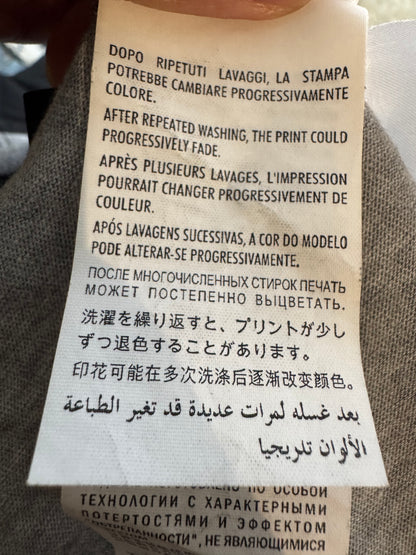 DOPO RIPETUTI LAVAGGI, LA STAMPA
POTREBBE CAMBIARE PROGRESSIVAMENTE
COLORE.
AFTER REPEATED WASHING, THE PRINT COULD
PROGRESSIVELY FADE.
APRÈS PLUSIEURS LAVAGES, L'IMPRESSION
POURRAIT CHANGER PROGRESSIVEMENT DE
COULEUR.
APÓS LAVAGENS SUCESSIVAS, A COR DO MODELO
PODE ALTERAR-SE PROGRESSIVAMENTE.
ПОСЛЕ МНОГОЧИСЛЕННЫХ СТИРОК ПЕЧАТЬ
МОЖЕТ ПОСТЕПЕННО ВЫЦВЕТАТЬ.
洗濯を繰り返すと、プリントが少し
ずつ退色することがあります。
印花可能在多次洗涤后逐渐改变颜色。
بعد غسله لمرات عديدة قد تغير الطباعة
الألوان تدريجيا
ПО ОСОБОЙ
ТЕХНОЛОГИИ С ХАРАКТЕРНЫМИ
ПОТЕРТОСТЯМИ И ЭФФЕКТОМ
НЕ ЯВЛЯЮЩИМИСЯ